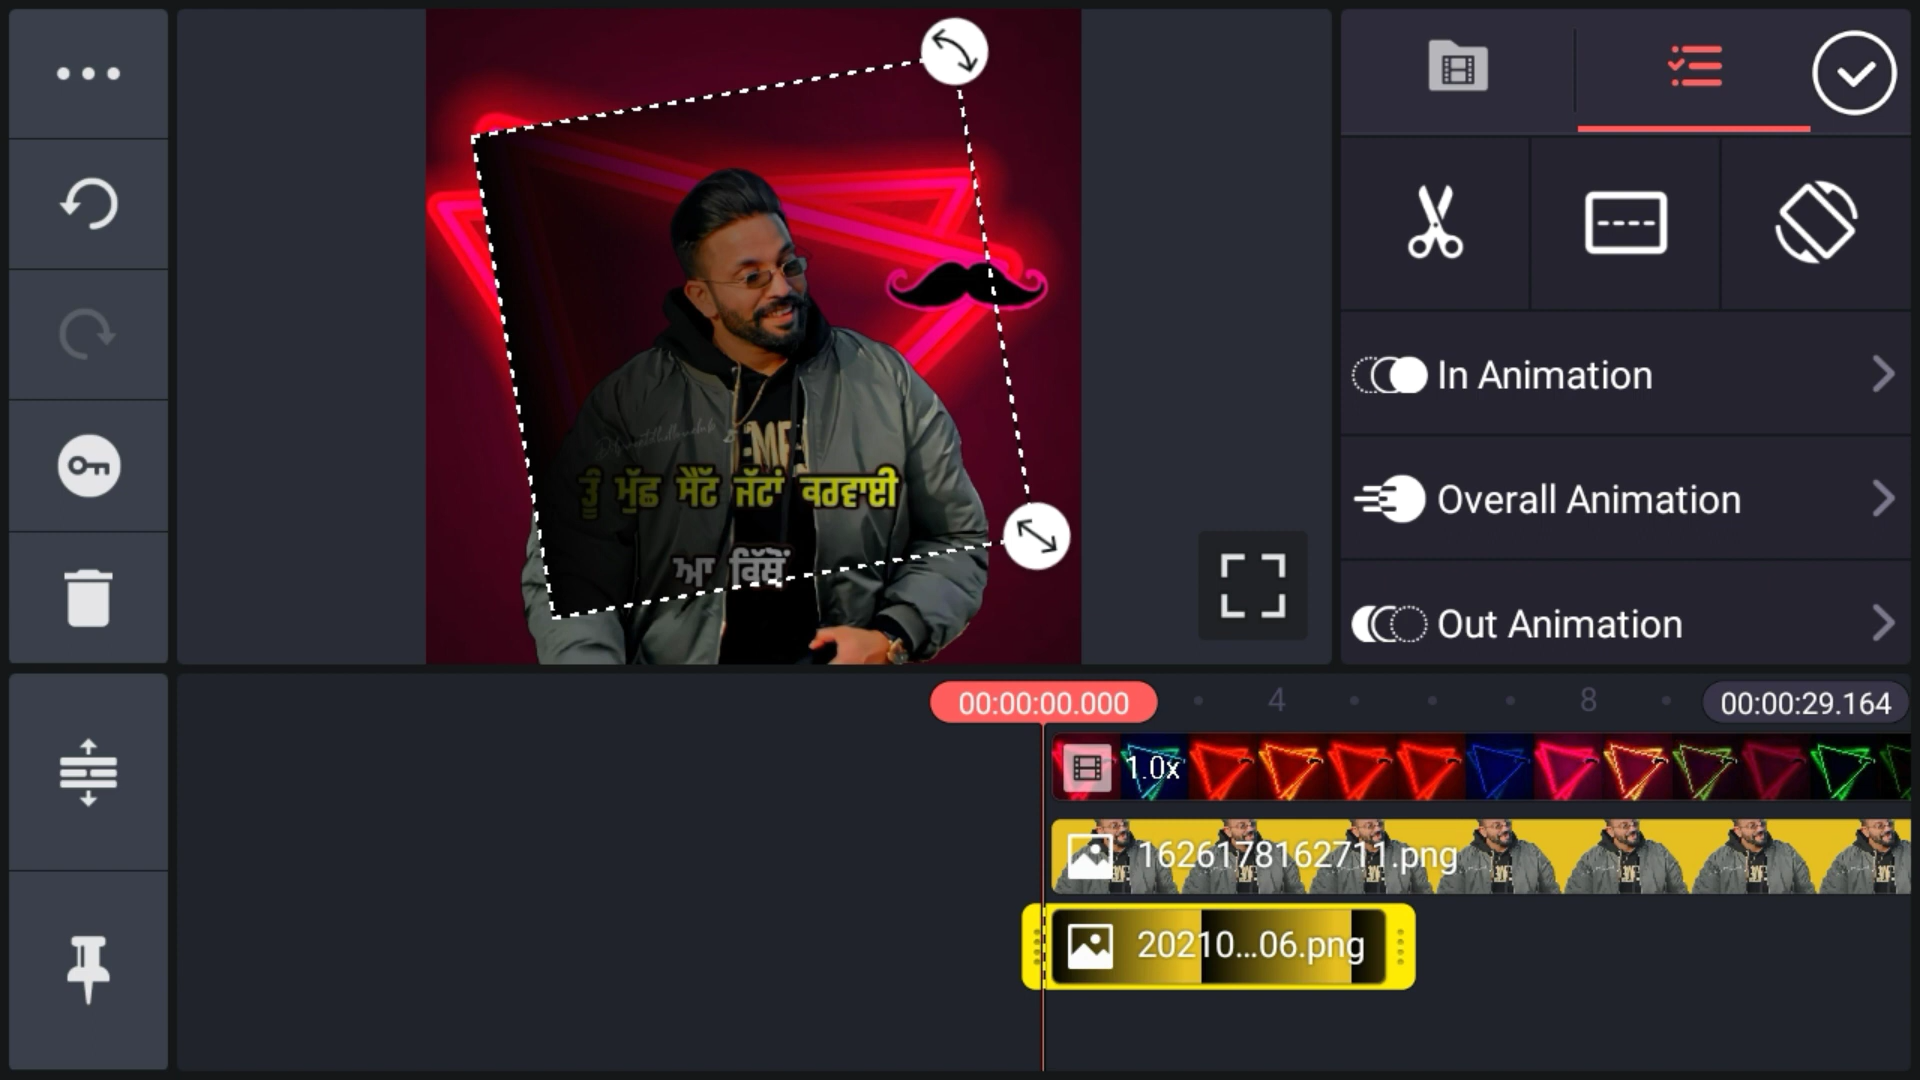 EME
ਤੂੰ ਮੁੱਛ ਸੈੱਟ ਜੱਟਾਂ ਕਰਵਾਈ
ਆ ਕਿੱਥੋਂ
In Animation
Overall Animation
Out Animation
00:00:00.000
4
8
00:00:29.164
1.0x
1626178162711.png
20210...06.png